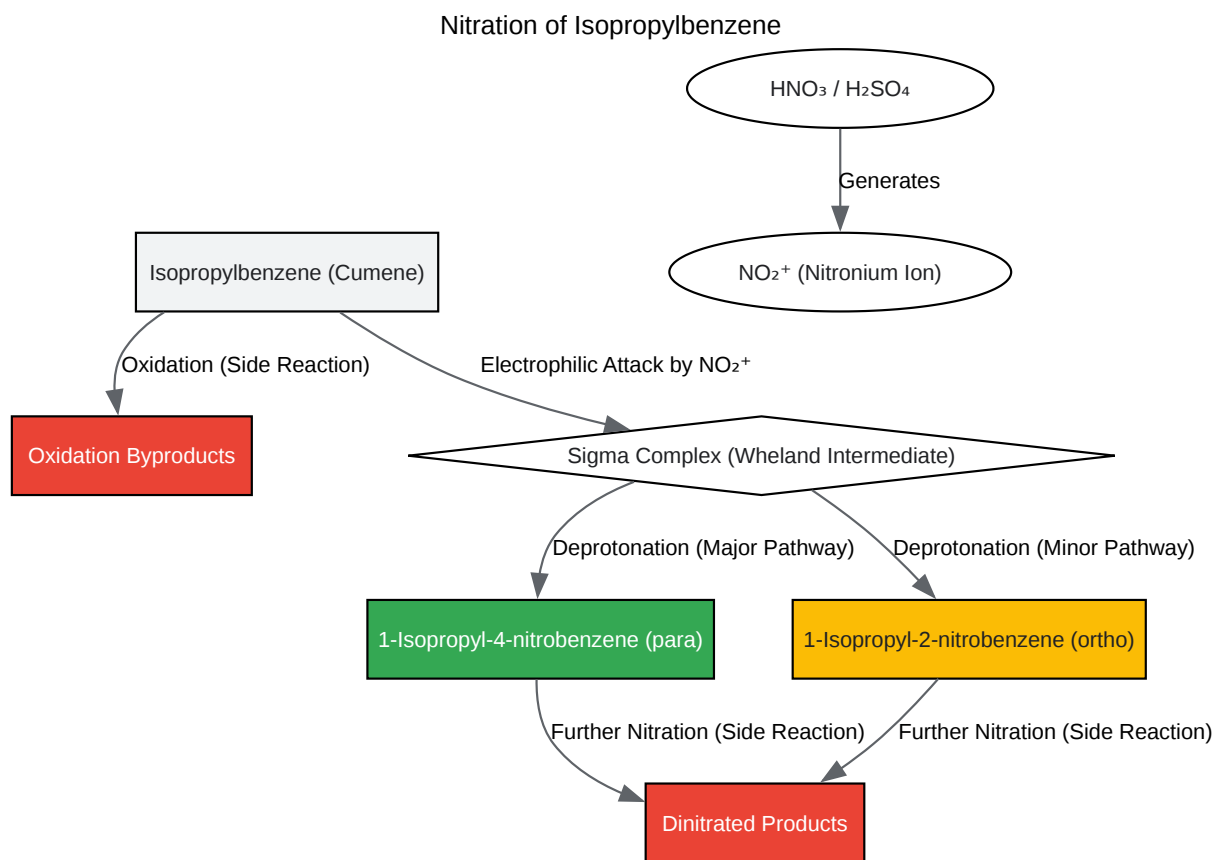 Nitration of Isopropylbenzene
HNO₃ / H₂SO₄
Generates
Isopropylbenzene (Cumene)
NO₂⁺ (Nitronium Ion)
Oxidation (Side Reaction)
Electrophilic Attack by NO₂⁺
Oxidation Byproducts
Sigma Complex (Wheland Intermediate)
Deprotonation (Major Pathway)
Deprotonation (Minor Pathway)
1-Isopropyl-4-nitrobenzene (para)
1-Isopropyl-2-nitrobenzene (ortho)
Further Nitration (Side Reaction)
Further Nitration (Side Reaction)
Dinitrated Products